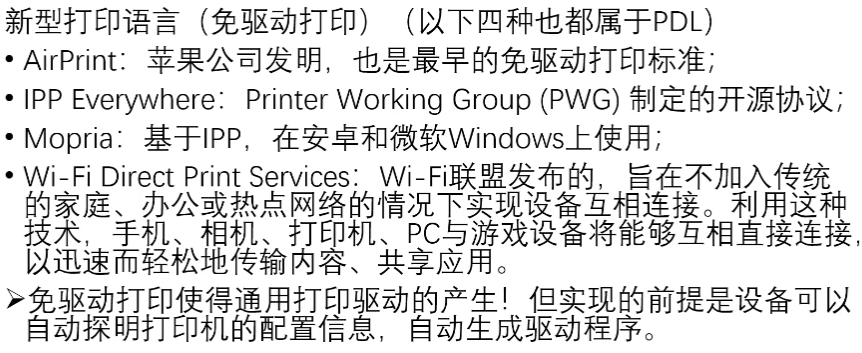 新型打印语言（免驱动打印）（以下四种也都属于PDL）
• AirPrint：苹果公司发明，也是最早的免驱动打印标准；
• IPP Everywhere：Printer Working Group (PWG) 制定的开源协议；
• Mopria：基于IPP，在安卓和微软Windows上使用；
• Wi-Fi Direct Print Services：Wi-Fi联盟发布的，旨在不加入传统
的家庭、办公或热点网络的情况下实现设备互相连接。利用这种
技术，手机、相机、打印机、PC与游戏设备将能够互相直接连接，
以迅速而轻松地传输内容、共享应用。
➢免驱动打印使得通用打印驱动的产生！但实现的前提是设备可以
自动探明打印机的配置信息，自动生成驱动程序。